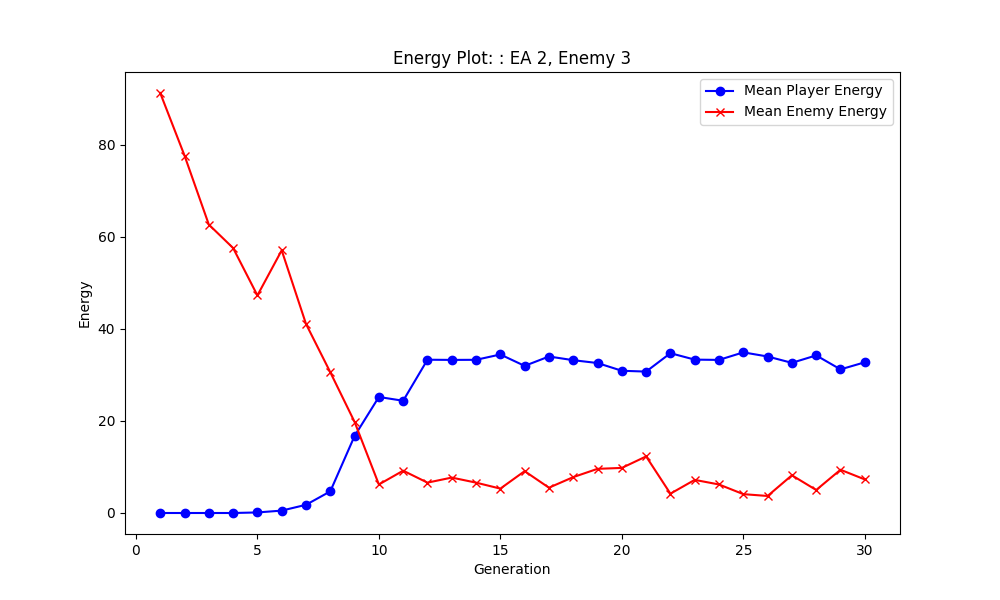 Energy Plot: : EA 2, Enemy 3
Mean Player Energy
Mean Enemy Energy
Energy
80
60
40
20
0
0 5 10 15 20 25 30
Generation